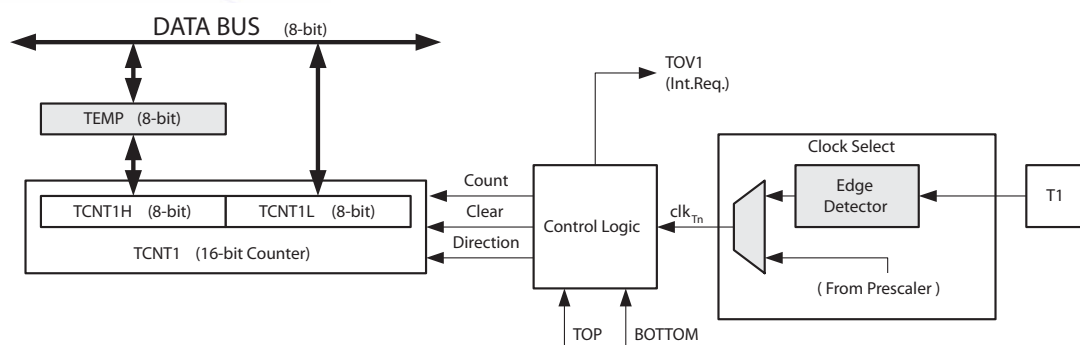 DATA BUS (8-bit)
TOV1
(Int.Req.)
TEMP (8-bit)
Clock Select
Count
Edge
Detector
T1
TCNT1H (8-bit)
TCNT1L (8-bit)
Clear
Control Logic
clkTn
TCNT1 (16-bit Counter)
Direction
( From Prescaler )
TOP
BOTTOM